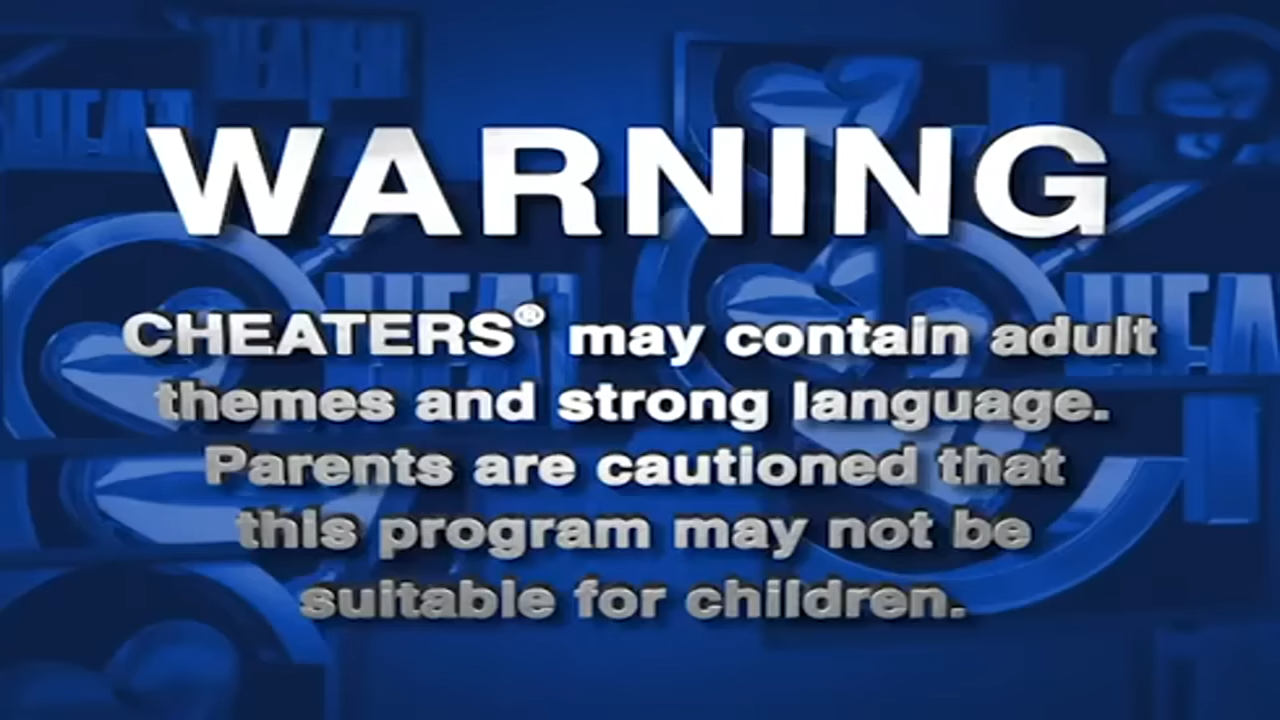 WARNING
CHEATERS® may contain adult
themes and strong language.
Parents are cautioned that
this program may not be
suitable for children.